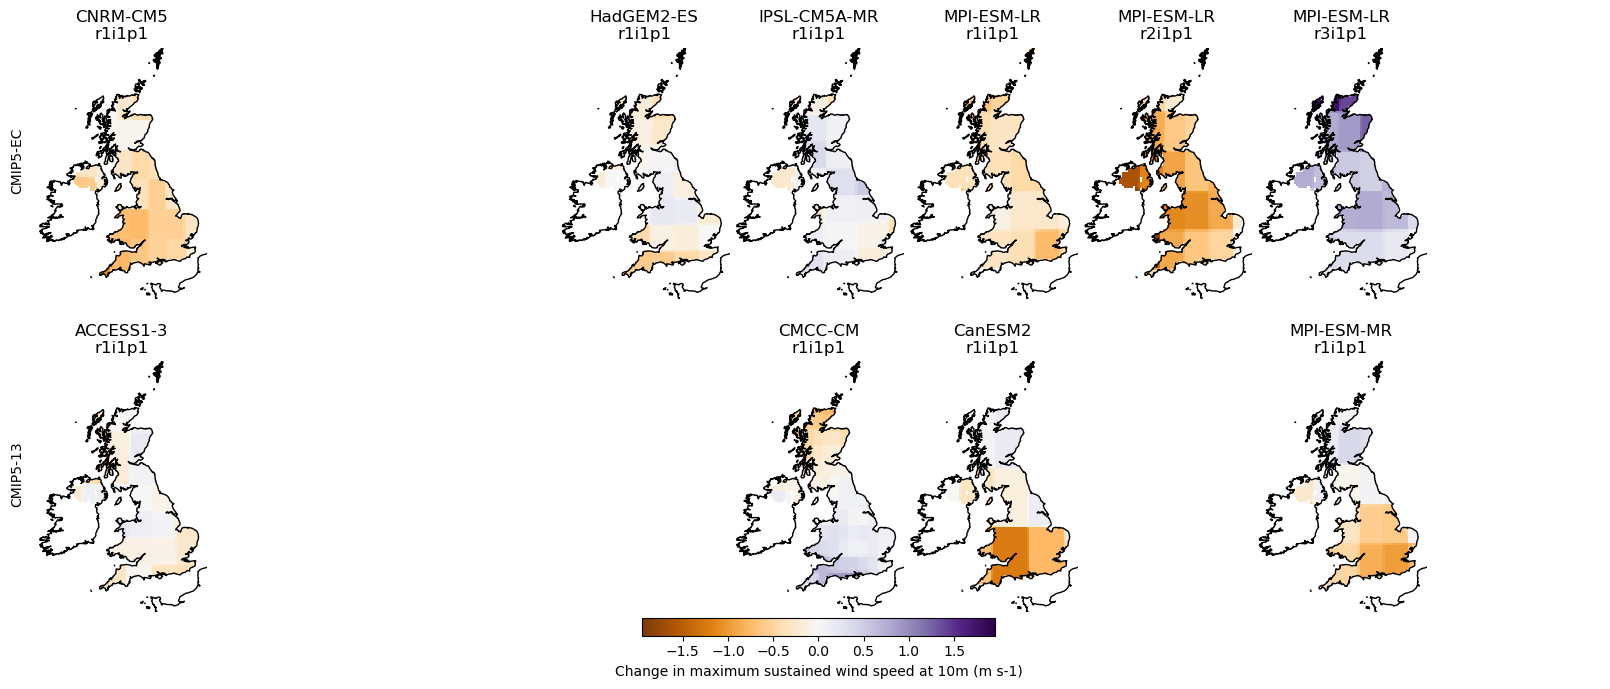 CNRM-CM5
r1i1p1
HadGEM2-ES
r1i1p1
IPSL-CM5A-MR
r1i1p1
MPI-ESM-LR
r1i1p1
MPI-ESM-LR
r2i1p1
MPI-ESM-LR
r3i1p1
CMIP5-EC
ACCESS1-3
r1i1p1
CMCC-CM
r1i1p1
CanESM2
r1i1p1
MPI-ESM-MR
r1i1p1
CMIP5-13
−1.5 −1.0 −0.5 0.0 0.5 1.0 1.5
Change in maximum sustained wind speed at 10m (m s-1)